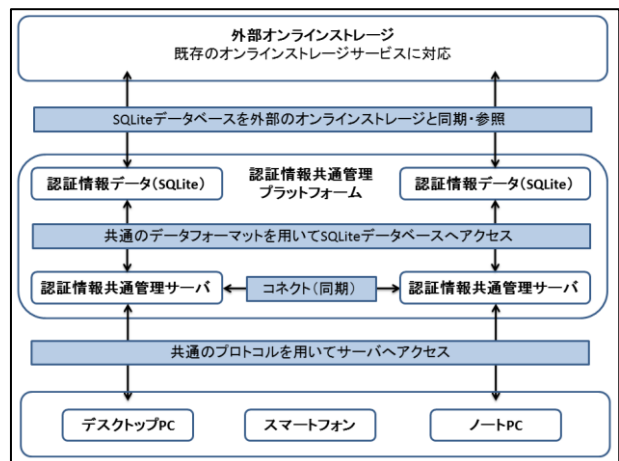 外部オンラインストレージ
既存のオンラインストレージサービスに対応
SQLiteデータベースを外部のオンラインストレージと同期・参照
認証情報データ(SQLite)
認証情報共通管理
プラットフォーム
認証情報データ(SQLite)
共通のデータフォーマットを用いてSQLiteデータベースへアクセス
認証情報共通管理サーバ
コネクト(同期)
認証情報共通管理サーバ
共通のプロトコルを用いてサーバへアクセス
デスクトップPC
スマートフォン
ノートPC